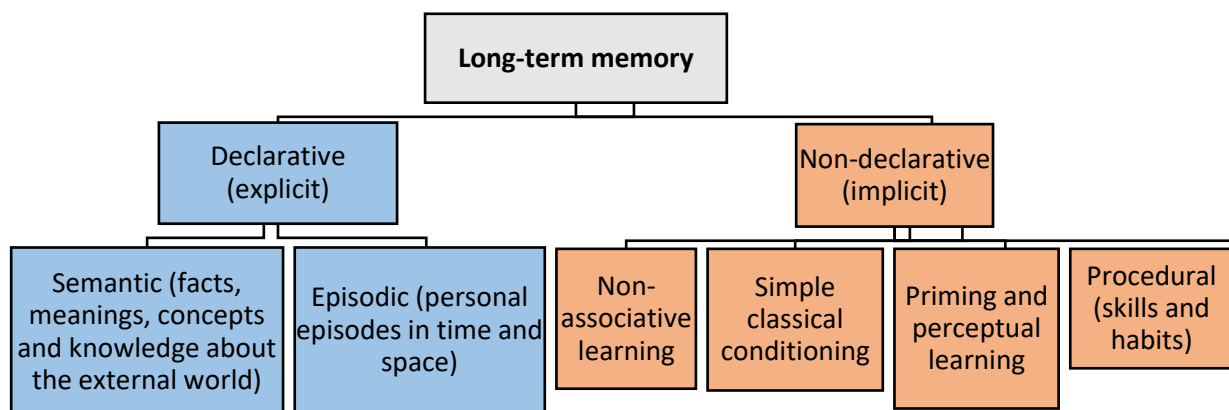 Long-term memory
Declarative
(explicit)
Non-declarative
(implicit)
Semantic (facts,
meanings, concepts
and knowledge about
the external world)
Episodic (personal
episodes in time and
space)
Non-
associative
learning
Simple
classical
conditioning
Priming and
perceptual
learning
Procedural
(skills and
habits)